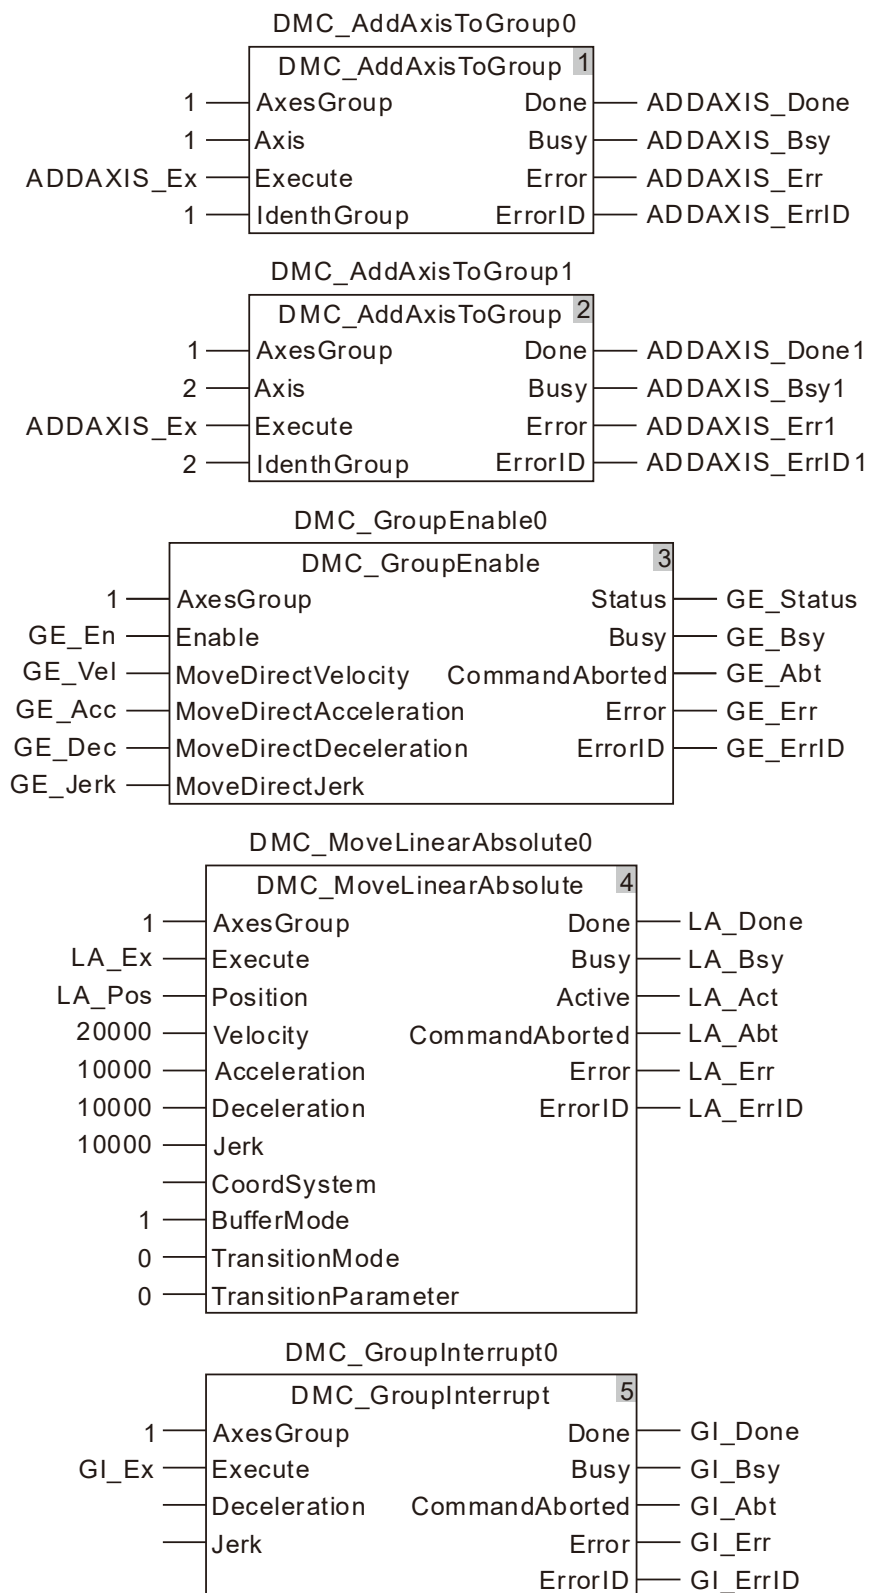 DMC_AddAxisToGroup0
DMC_AddAxisToGroup 1
1 AxesGroup Done ADDAXIS_Done
1 Axis Busy ADDAXIS_Bsy
ADDAXIS_Ex Execute Error ADDAXIS_Err
1 IdenthGroup ErrorID ADDAXIS_ErrID
DMC_AddAxisToGroup1
DMC_AddAxisToGroup 2
1 AxesGroup Done ADDAXIS_Done1
2 Axis Busy ADDAXIS_Bsy1
ADDAXIS_Ex Execute Error ADDAXIS_Err1
2 IdenthGroup ErrorID ADDAXIS_ErrID1
DMC_GroupEnable0
DMC_GroupEnable 3
1 AxesGroup Status GE_Status
GE_En Enable Busy GE_Bsy
GE_Vel MoveDirectVelocity CommandAborted GE_Abt
GE_Acc MoveDirectAcceleration Error GE_Err
GE_Dec MoveDirectDeceleration ErrorID GE_ErrID
GE_Jerk MoveDirectJerk
DMC_MoveLinearAbsolute0
DMC_MoveLinearAbsolute 4
1 AxesGroup Done LA_Done
LA_Ex Execute Busy LA_Bsy
LA_Pos Position Active LA_Act
20000 Velocity CommandAborted LA_Abt
10000 Acceleration Error LA_Err
10000 Deceleration ErrorID LA_ErrID
10000 Jerk
CoordSystem
1 BufferMode
0 TransitionMode
0 TransitionParameter
DMC_GroupInterrupt0
DMC_GroupInterrupt 5
1 AxesGroup Done GI_Done
GI_Ex Execute Busy GI_Bsy
Deceleration CommandAborted GI_Abt
Jerk Error GI_Err
ErrorID GI_ErrID